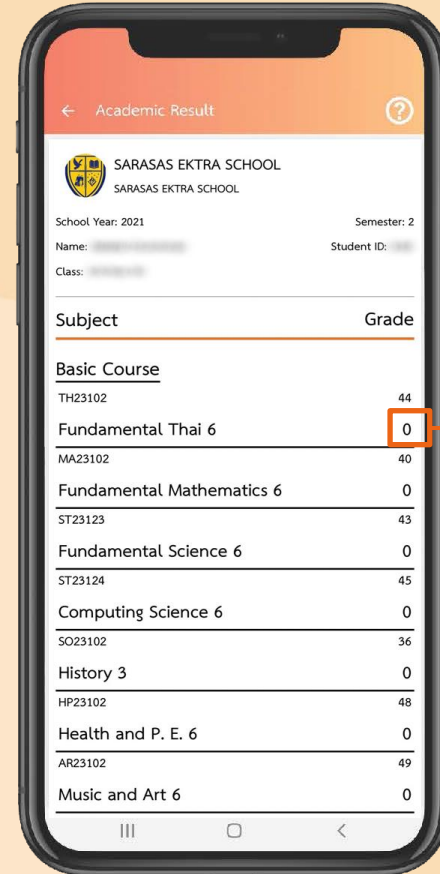 Academic Result
SARASAS EKTRA SCHOOL
SARASAS EKTRA SCHOOL
School Year: 2021 Semester: 2
Name: Student ID:
Class:
Subject Grade
Basic Course
TH23102 44
Fundamental Thai 6 0
MA23102 40
Fundamental Mathematics 6 0
ST23123 43
Fundamental Science 6 0
ST23124 45
Computing Science 6 0
SO23102 36
History 3 0
HP23102 48
Health and P. E. 6 0
AR23102 49
Music and Art 6 0